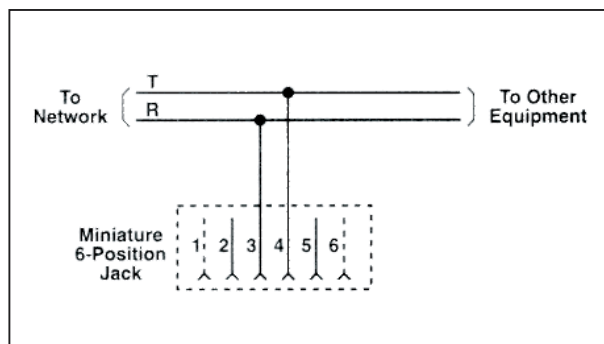 T
To
Network
R
To Other
Equipment
Miniature
6-Position
Jack
1 2 3 4 5 6